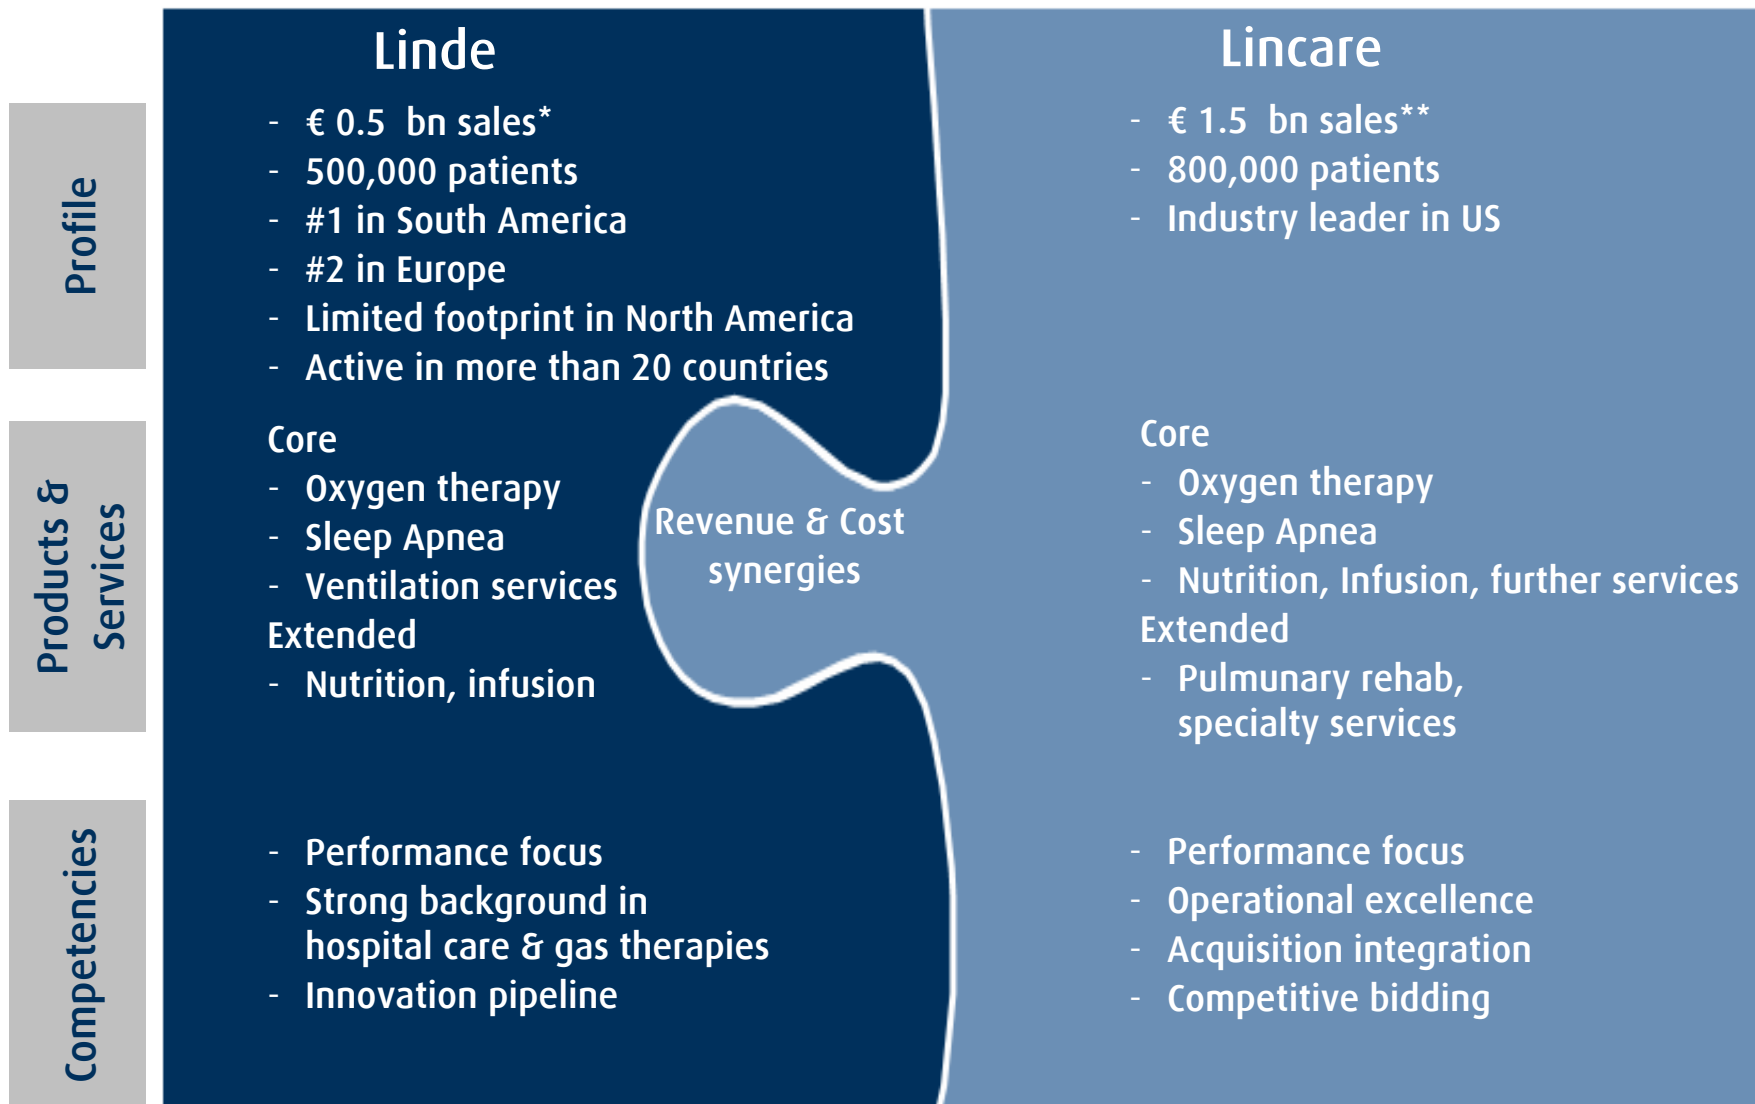 Linde
Lincare
Profile
- € 0.5 bn sales*
- 500,000 patients
- #1 in South America
- #2 in Europe
- Limited footprint in North America
- Active in more than 20 countries
- € 1.5 bn sales**
- 800,000 patients
- Industry leader in US
Products &
Services
Core
- Oxygen therapy
- Sleep Apnea
- Ventilation services
Extended
- Nutrition, infusion
Revenue & Cost
synergies
Core
- Oxygen therapy
- Sleep Apnea
- Nutrition, Infusion, further services
Extended
- Pulmunary rehab,
specialty services
Competencies
- Performance focus
- Strong background in
hospital care & gas therapies
- Innovation pipeline
- Performance focus
- Operational excellence
- Acquisition integration
- Competitive bidding